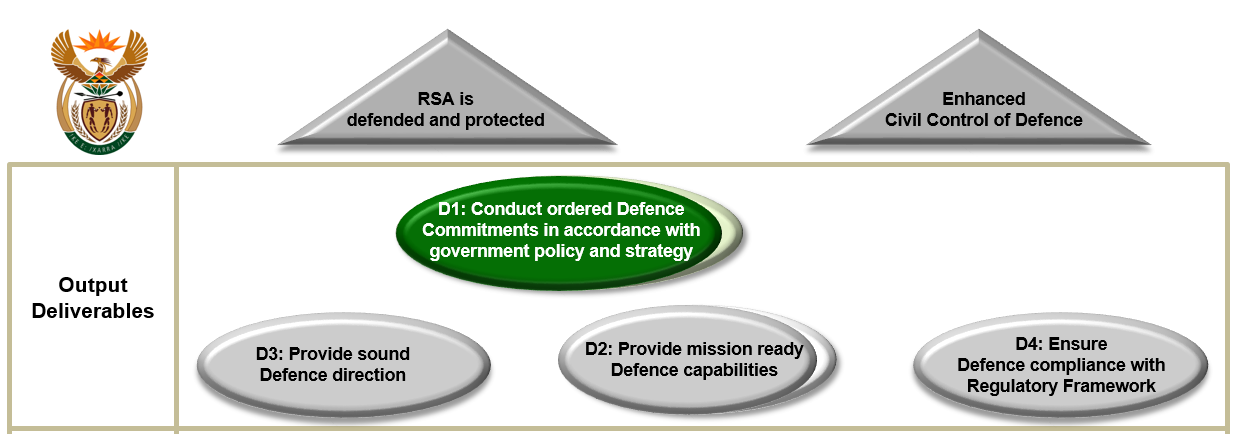 RSA is
defended and protected
Enhanced
Civil Control of Defence
Output
Deliverables
D1: Conduct ordered Defence
Commitments in accordance with
government policy and strategy
D3: Provide sound
Defence direction
D2: Provide mission ready
Defence capabilities
D4: Ensure
Defence compliance with
Regulatory Framework